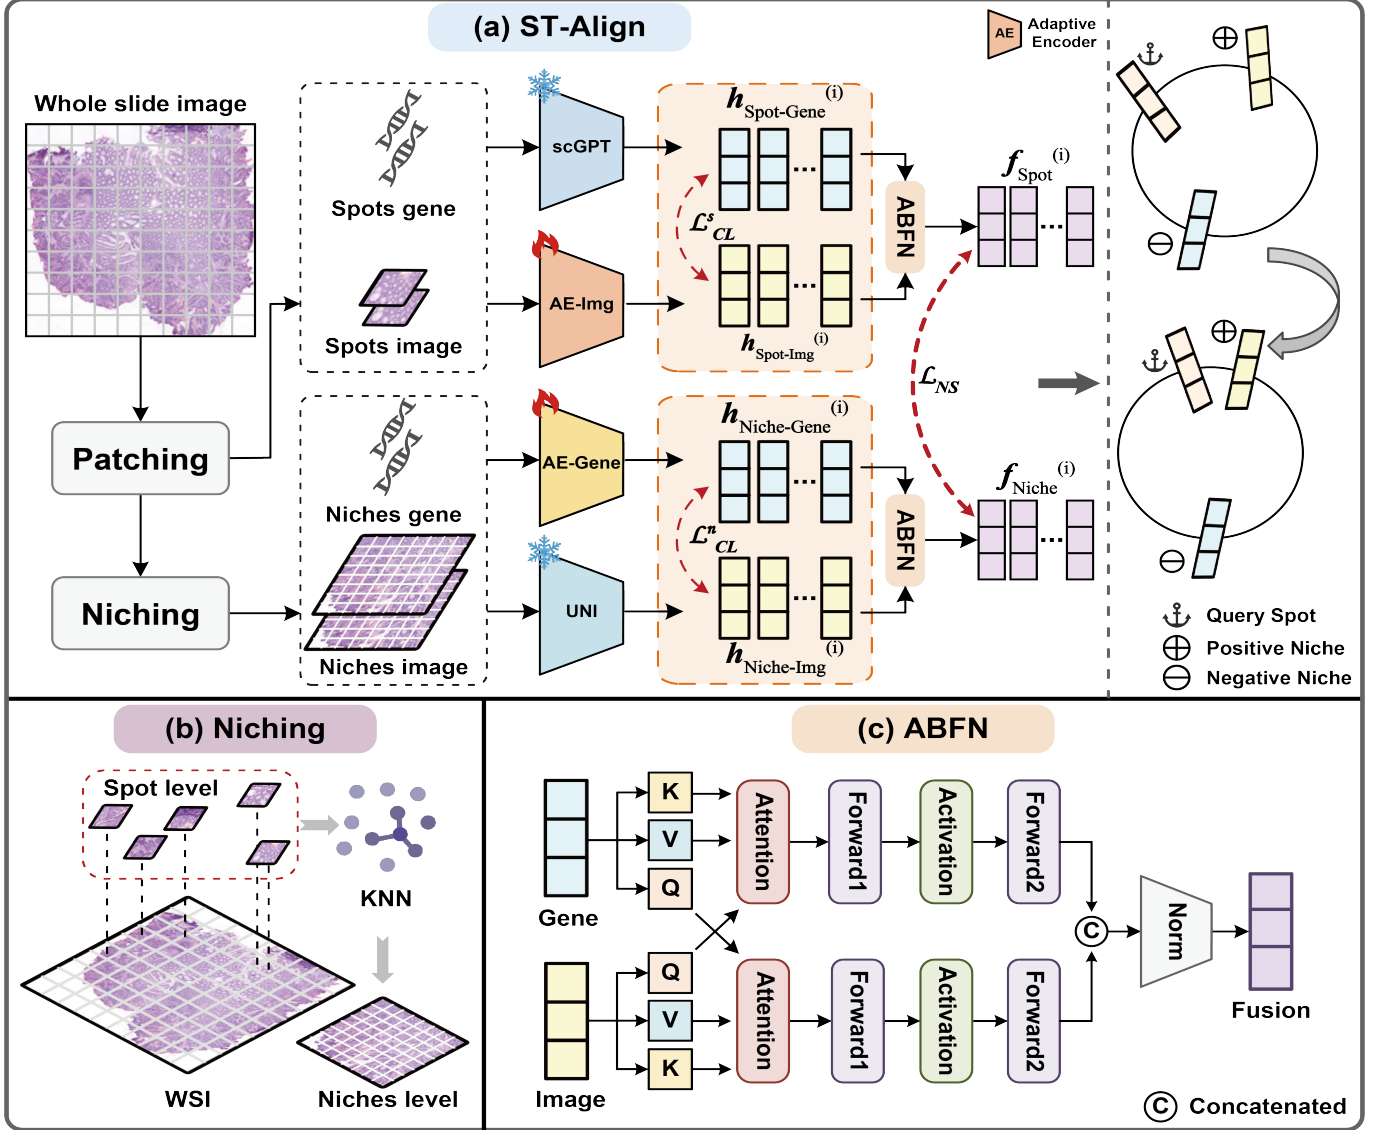 (a) ST-Align
AE
Adaptive
Encoder
Whole slide image
Spots gene
Spots image
scGPT
AE-Img
h Spot-Gene (i)
ℒ^s_CL
h Spot-Img (i)
ABFN
f Spot (i)
ℒ_NS
Patching
Niching
Niches gene
Niches image
AE-Gene
UNI
h Niche-Gene (i)
ℒ^n_CL
h Niche-Img (i)
ABFN
f Niche (i)
Query Spot
Positive Niche
Negative Niche
(b) Niching
Spot level
KNN
WSI
Niches level
(c) ABFN
Gene
K
V
Q
Attention
Forward1
Activation
Forward2
Image
Q
V
K
Attention
Forward1
Activation
Forward2
C
Norm
Fusion
C Concatenated